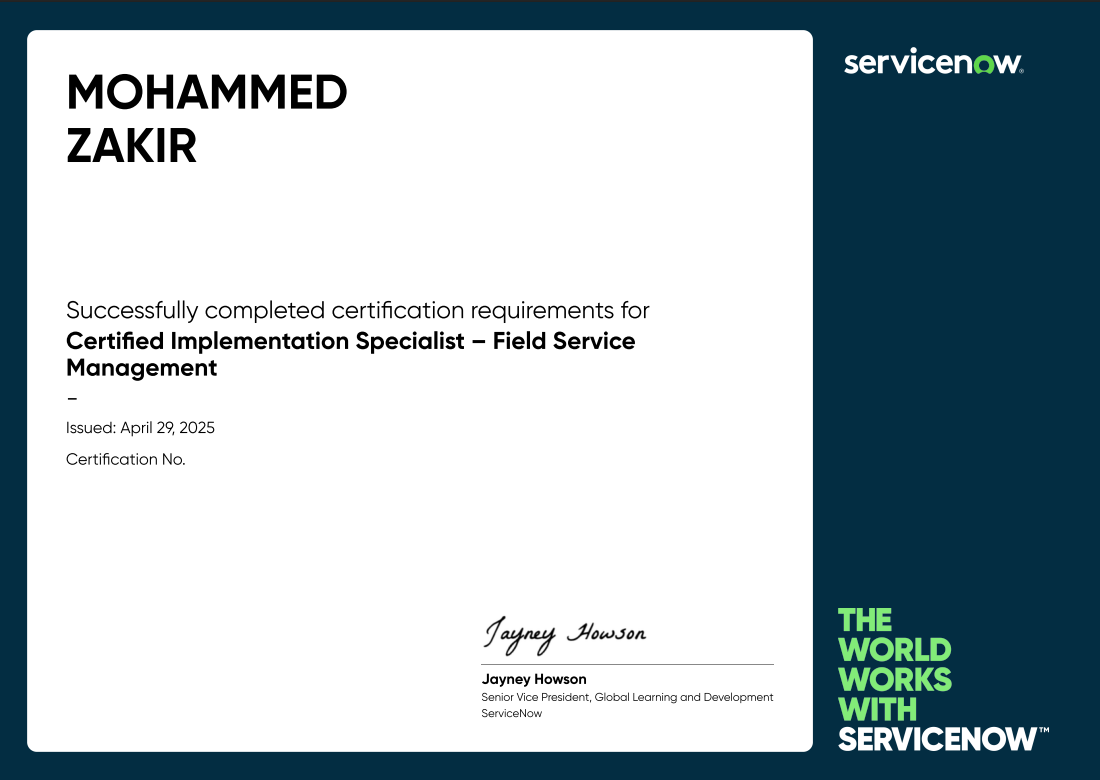 MOHAMMED
ZAKIR
Successfully completed certification requirements for
Certified Implementation Specialist – Field Service
Management
–
Issued: April 29, 2025
Certification No.
Jayney Howson
Jayney Howson
Senior Vice President, Global Learning and Development
ServiceNow
servicenow®
THE
WORLD
WORKS
WITH
SERVICENOW™